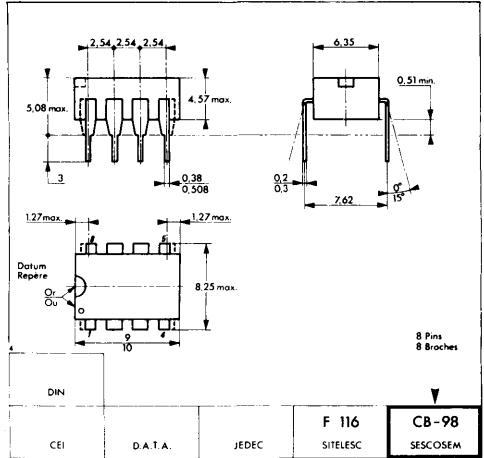 2,54 2,54 2,54
6,35
5,08 max.
4,57 max.
0,51 min.
3
0,38
0,508
0,2
0,3
7,62
0°
15°
1,27 max.
1,27 max.
8
5
Datum
Repère
Or
Ou
8,25 max.
1
4
9
10
8 Pins
8 Broches
DIN
CEI
D.A.T.A.
JEDEC
F 116
SITELESC
CB-98
SESCOSEM